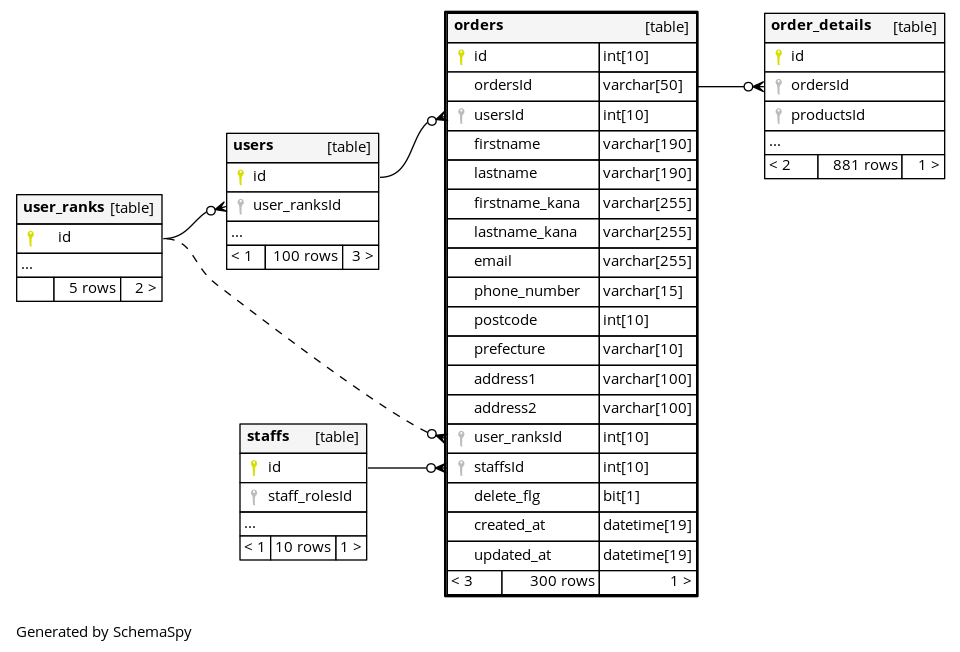 user_ranks [table]
id
...
5 rows 2 >
users [table]
id
user_ranksId
...
< 1 100 rows 3 >
staffs [table]
id
staff_rolesId
...
< 1 10 rows 1 >
orders [table]
id int[10]
ordersId varchar[50]
usersId int[10]
firstname varchar[190]
lastname varchar[190]
firstname_kana varchar[255]
lastname_kana varchar[255]
email varchar[255]
phone_number varchar[15]
postcode int[10]
prefecture varchar[10]
address1 varchar[100]
address2 varchar[100]
user_ranksId int[10]
staffsId int[10]
delete_flg bit[1]
created_at datetime[19]
updated_at datetime[19]
< 3 300 rows 1 >
order_details [table]
id
ordersId
productsId
...
< 2 881 rows 1 >
Generated by SchemaSpy